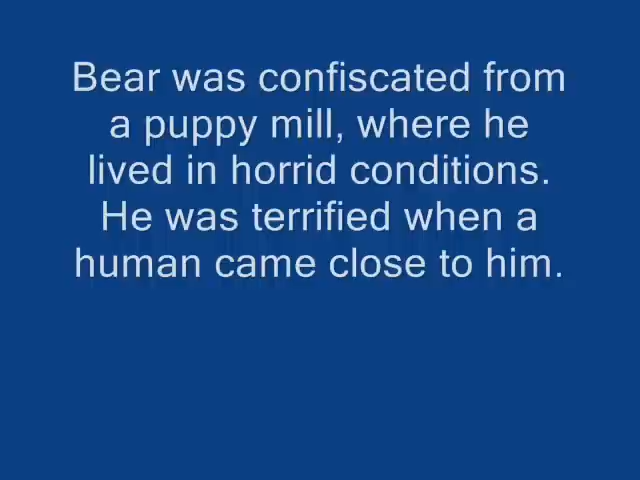 Bear was confiscated from
a puppy mill, where he
lived in horrid conditions.
He was terrified when a
human came close to him.